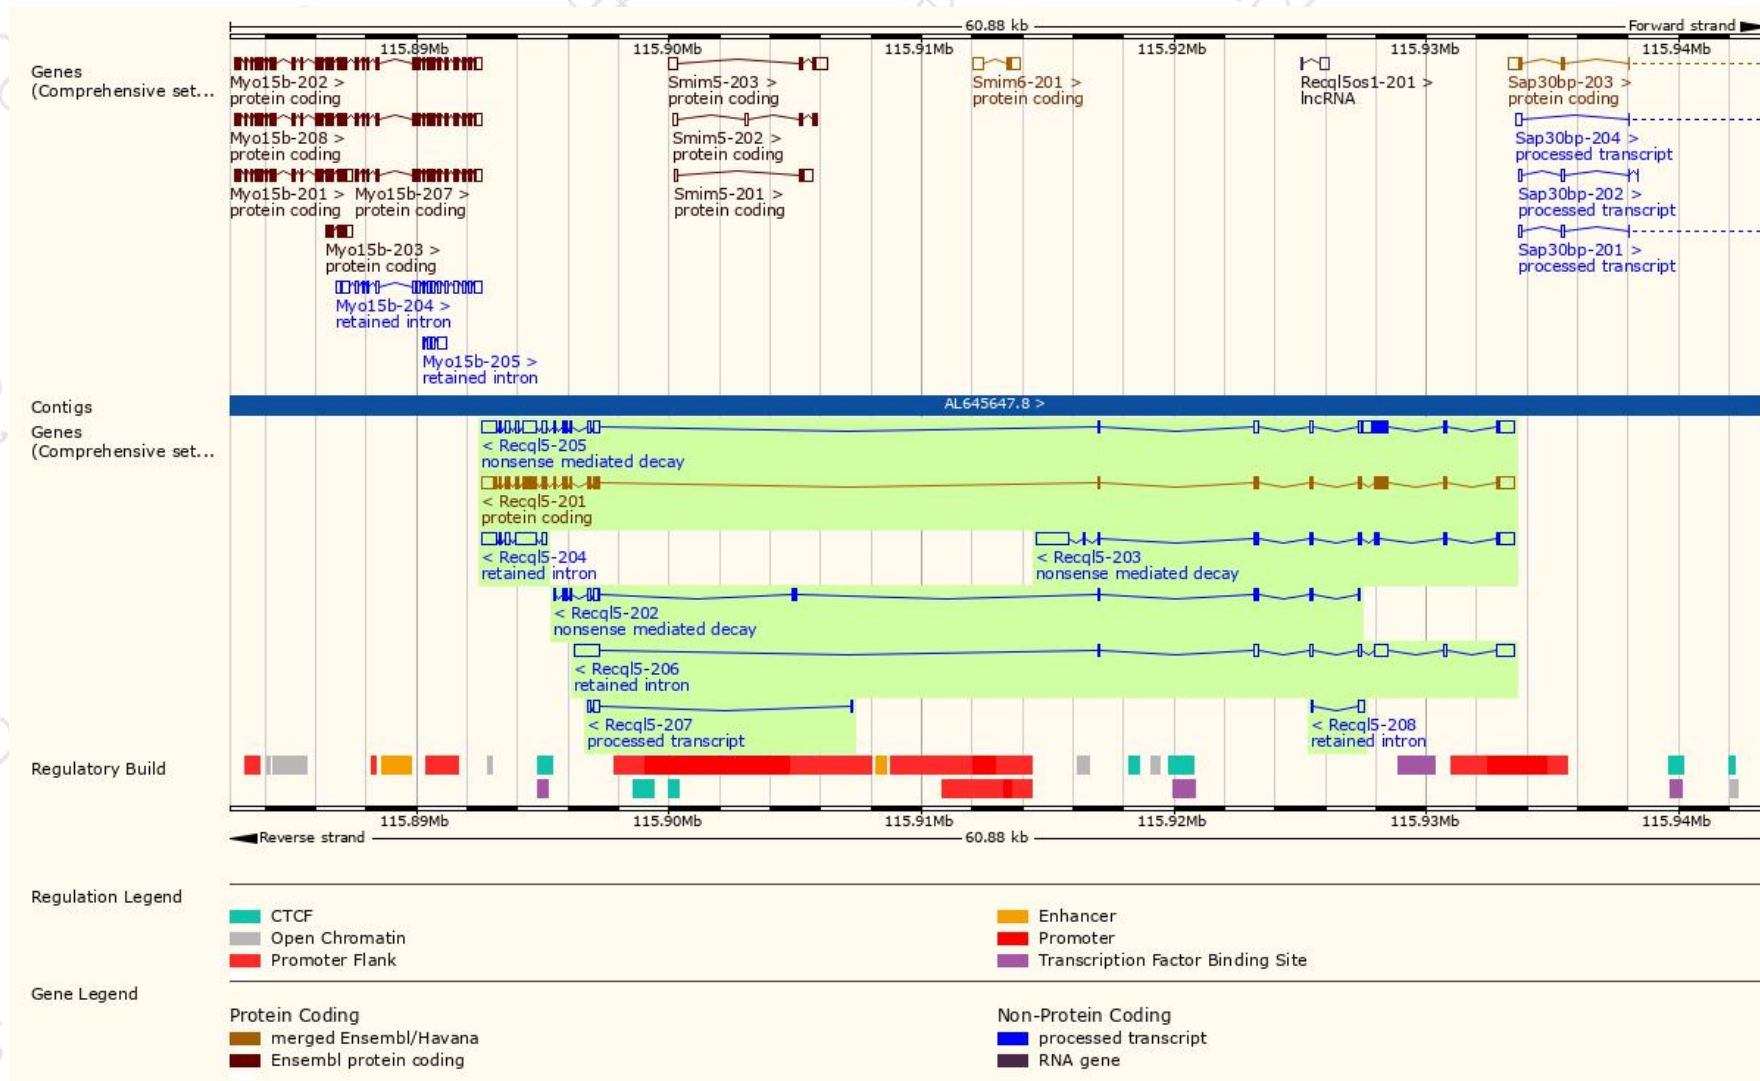 60.88 kb Forward strand
115.89Mb 115.90Mb 115.91Mb 115.92Mb 115.93Mb 115.94Mb
Genes
(Comprehensive set...
Myo15b-202 > Smim5-203 > Smim6-201 > Recql5os1-201 > Sap30bp-203 >
protein coding protein coding protein coding lncRNA protein coding
Myo15b-208 > Smim5-202 > Sap30bp-204 >
protein coding protein coding processed transcript
Myo15b-201 > Myo15b-207 > Smim5-201 > Sap30bp-202 >
protein coding protein coding protein coding processed transcript
Myo15b-203 > Sap30bp-201 >
protein coding processed transcript
Myo15b-204 >
retained intron
Myo15b-205 >
retained intron
Contigs AL645647.8 >
Genes
(Comprehensive set...
< Recql5-205
nonsense mediated decay
< Recql5-201
protein coding
< Recql5-204 < Recql5-203
retained intron nonsense mediated decay
< Recql5-202
nonsense mediated decay
< Recql5-206
retained intron
< Recql5-207 < Recql5-208
processed transcript retained intron
Regulatory Build
115.89Mb 115.90Mb 115.91Mb 115.92Mb 115.93Mb 115.94Mb
Reverse strand 60.88 kb
Regulation Legend
CTCF Enhancer
Open Chromatin Promoter
Promoter Flank Transcription Factor Binding Site
Gene Legend
Protein Coding Non-Protein Coding
merged Ensembl/Havana processed transcript
Ensembl protein coding RNA gene